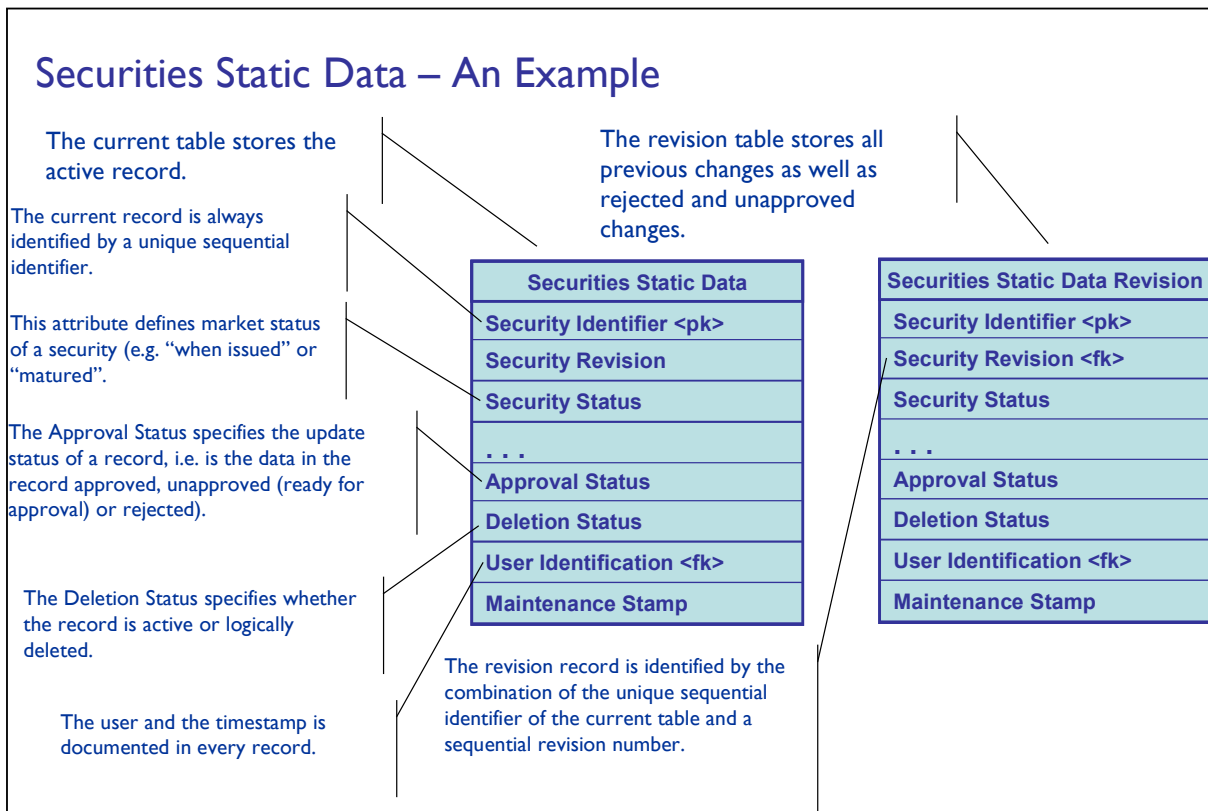 Securities Static Data – An Example
The current table stores the
active record.
The revision table stores all
previous changes as well as
rejected and unapproved
changes.
The current record is always
identified by a unique sequential
identifier.
This attribute defines market status
of a security (e.g. “when issued” or
“matured”.
The Approval Status specifies the update
status of a record, i.e. is the data in the
record approved, unapproved (ready for
approval) or rejected).
The Deletion Status specifies whether
the record is active or logically
deleted.
The user and the timestamp is
documented in every record.
Securities Static Data
Security Identifier <pk>
Security Revision
Security Status
. . .
Approval Status
Deletion Status
User Identification <fk>
Maintenance Stamp
Securities Static Data Revision
Security Identifier <pk>
Security Revision <fk>
Security Status
. . .
Approval Status
Deletion Status
User Identification <fk>
Maintenance Stamp
The revision record is identified by the
combination of the unique sequential
identifier of the current table and a
sequential revision number.